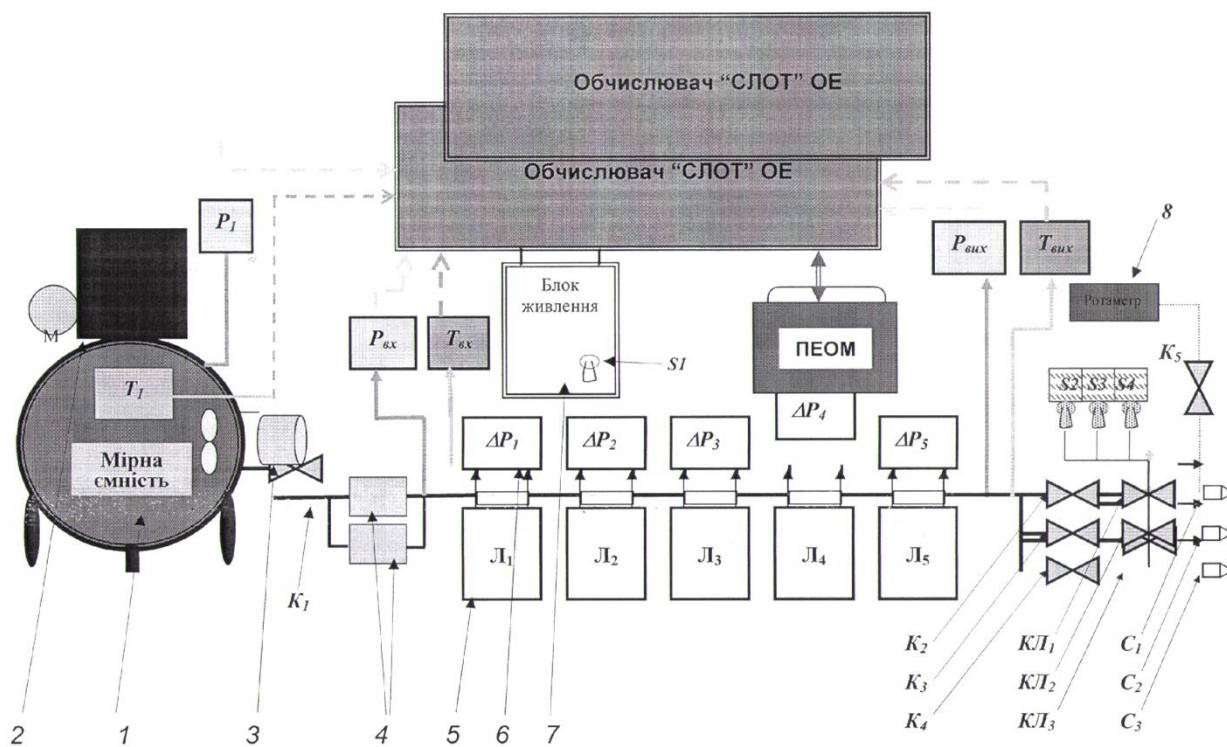 Обчислювач “СЛОТ” ОЕ
Обчислювач “СЛОТ” ОЕ
P₁
Pвих
Tвих
8
Ротаметр
М
Блок
живлення
Pвх
Tвх
S1
ПЕОМ
K₅
T₁
S2 S3 S4
ΔP₄
ΔP₁ ΔP₂ ΔP₃ ΔP₅
Мірна
ємність
Л₁ Л₂ Л₃ Л₄ Л₅
K₁
K₂ КЛ₁ C₁
K₃ КЛ₂ C₂
K₄ КЛ₃ C₃
2 1 3 4 5 6 7